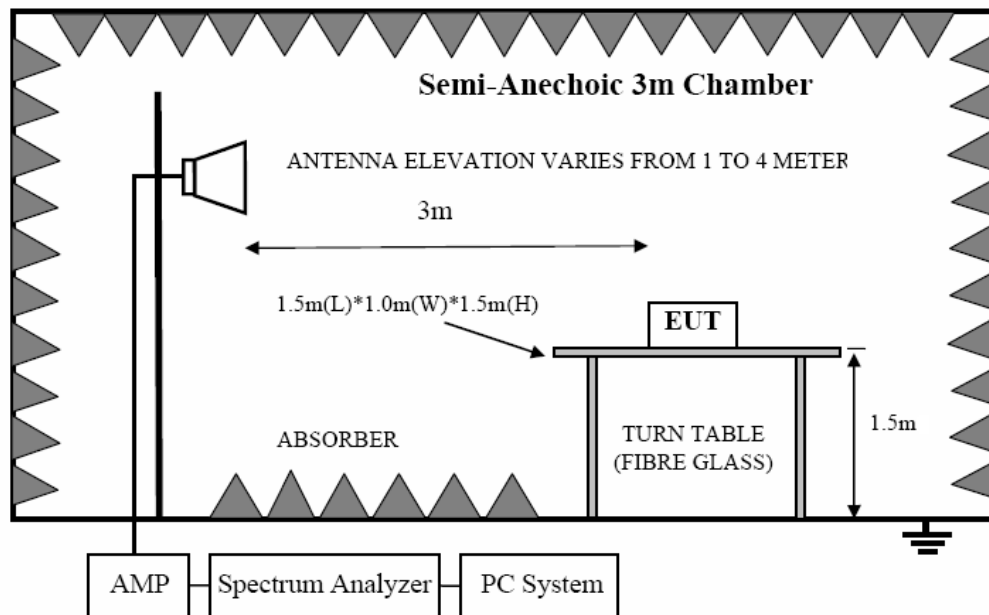 Semi-Anechoic 3m Chamber
ANTENNA ELEVATION VARIES FROM 1 TO 4 METER
3m
1.5m(L)*1.0m(W)*1.5m(H)
EUT
1.5m
ABSORBER
TURN TABLE
(FIBRE GLASS)
AMP
Spectrum Analyzer
PC System